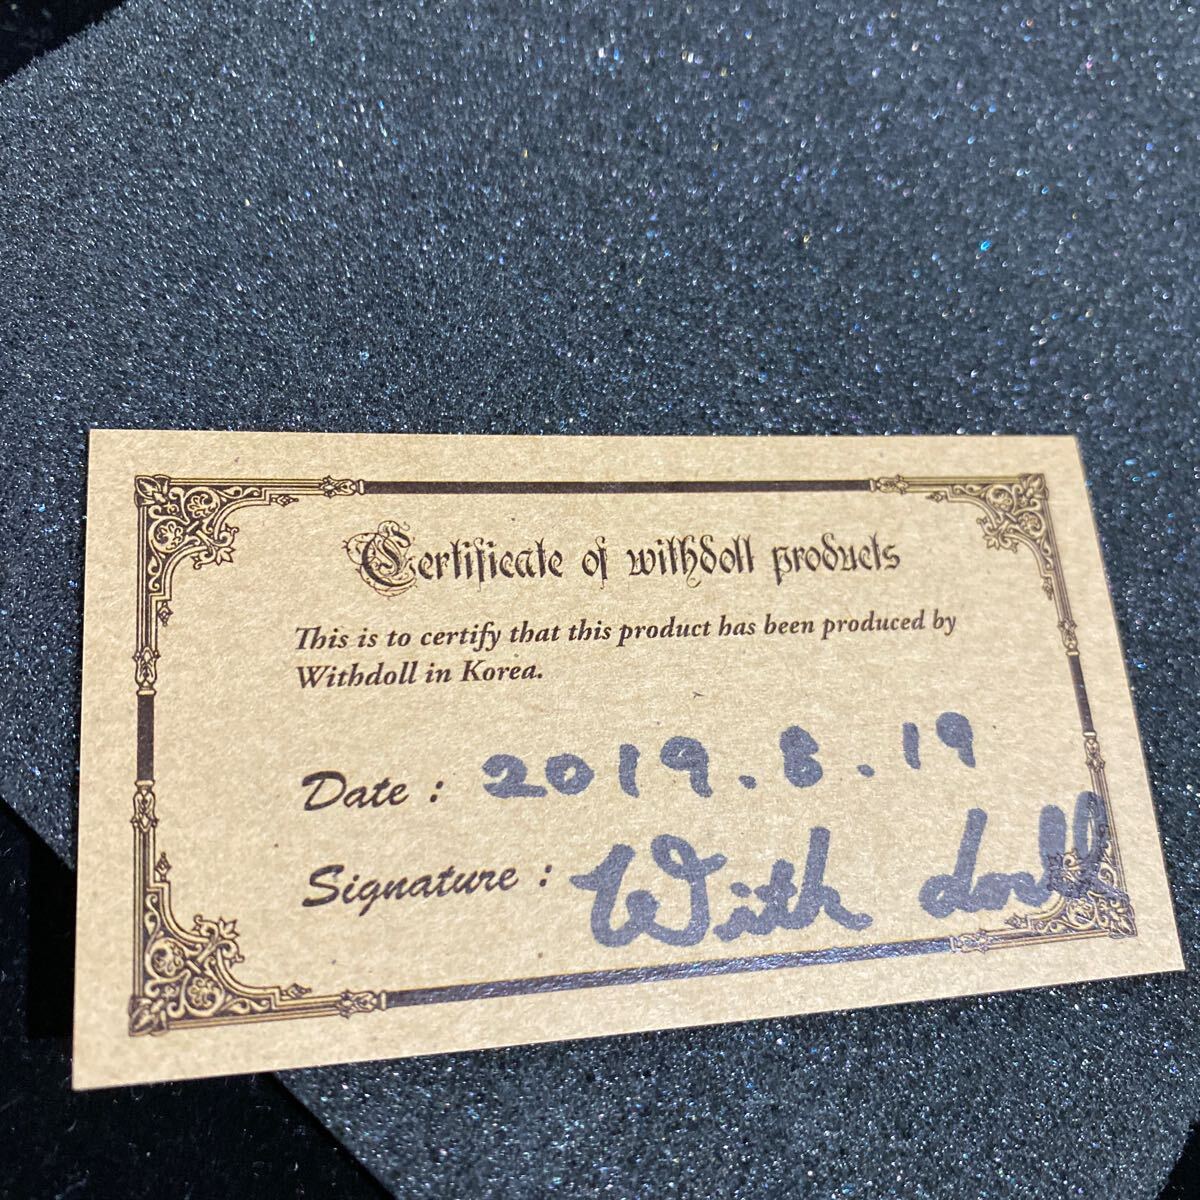 Certificate of withdoll products
This is to certify that this product has been produced by
Withdoll in Korea.
Date : 2019.8.19
Signature : With doll